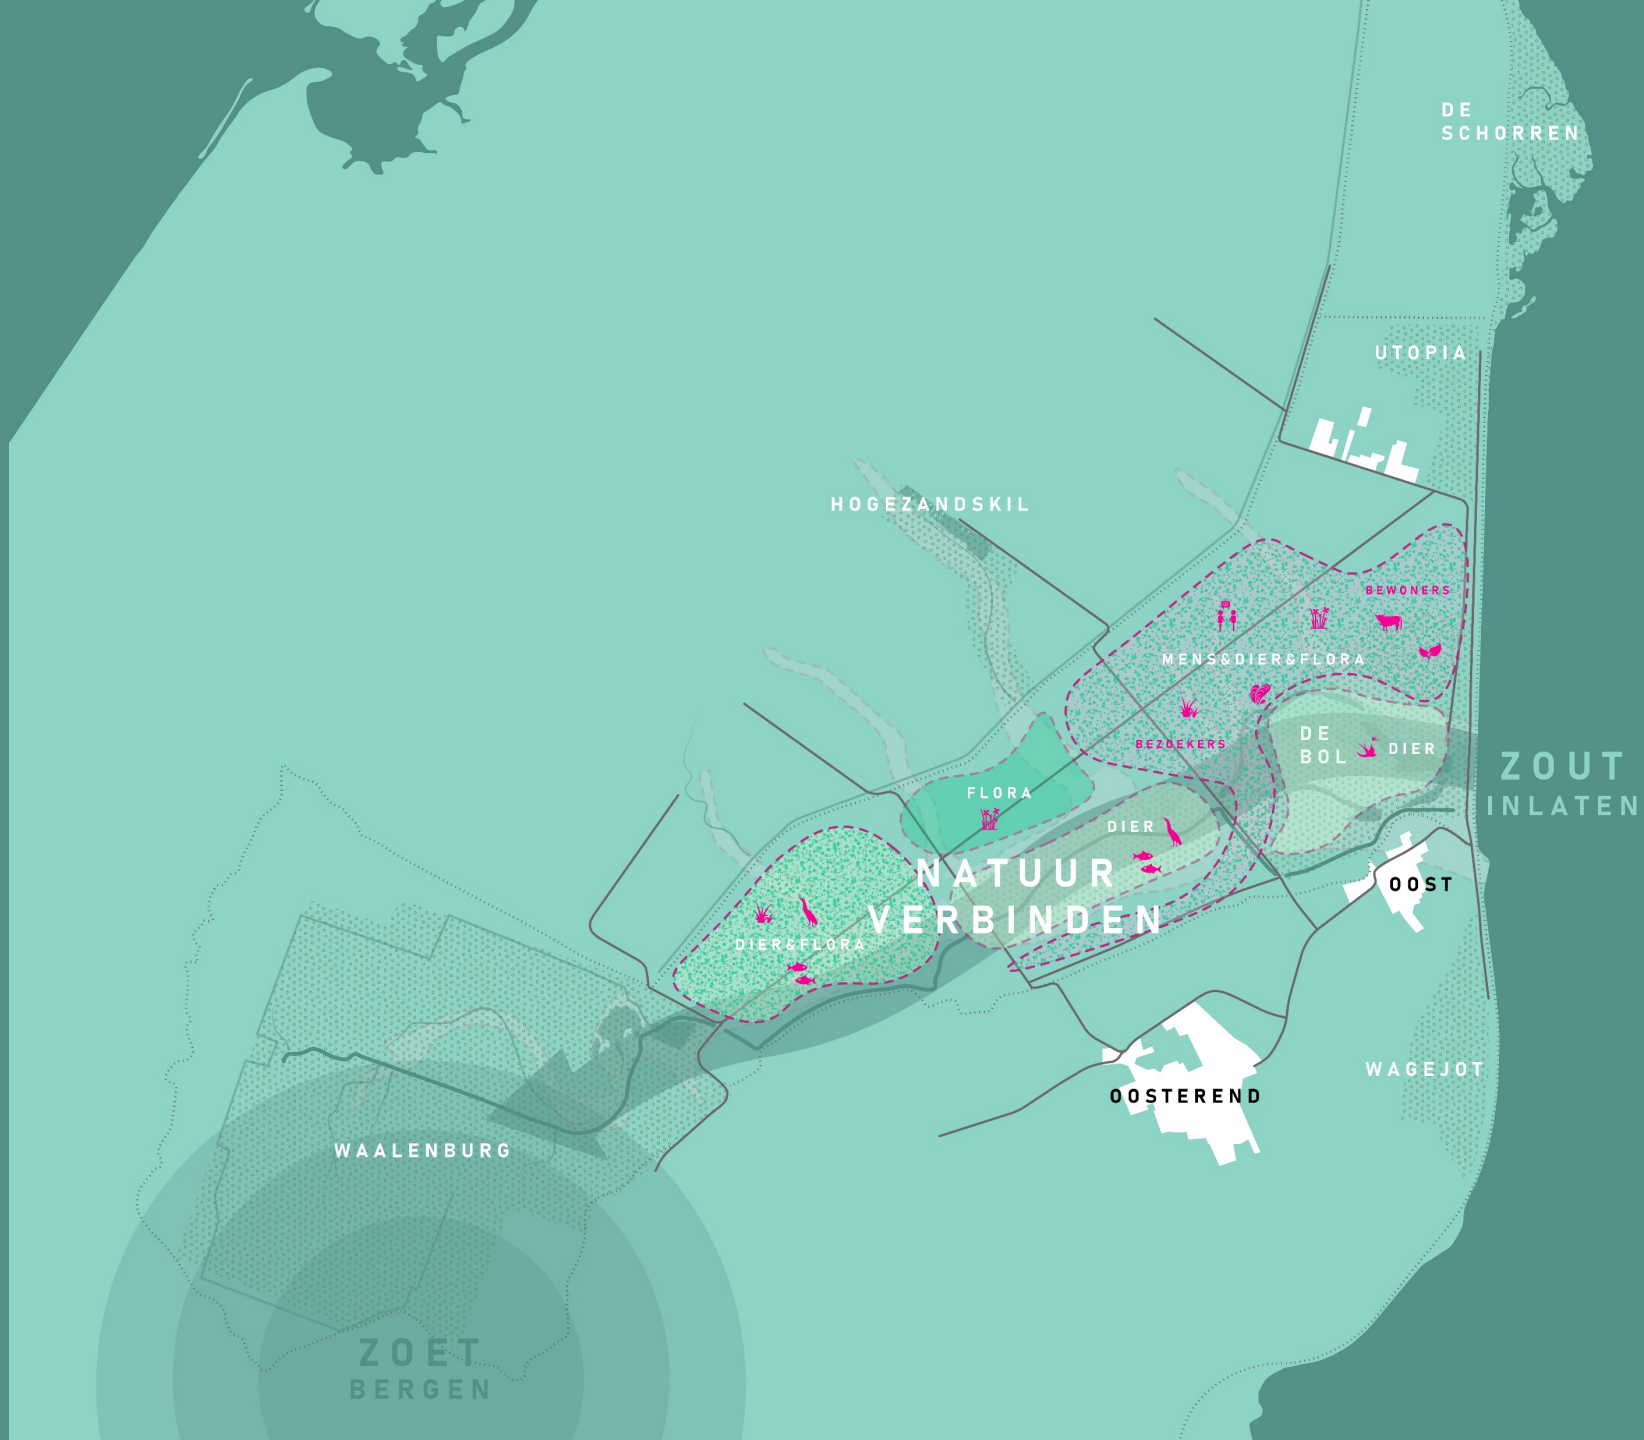 DE
SCHORREN
UTOPIA
HOGEZANDSKIL
BEWONERS
MENS&DIER&FLORA
BEZOEKERS
DE
BOL
DIER
ZOUT
INLATEN
FLORA
DIER
NATUUR
VERBINDEN
OOST
DIER&FLORA
WAGEJOT
OOSTEREND
WAALENBURG
ZOET
BERGEN